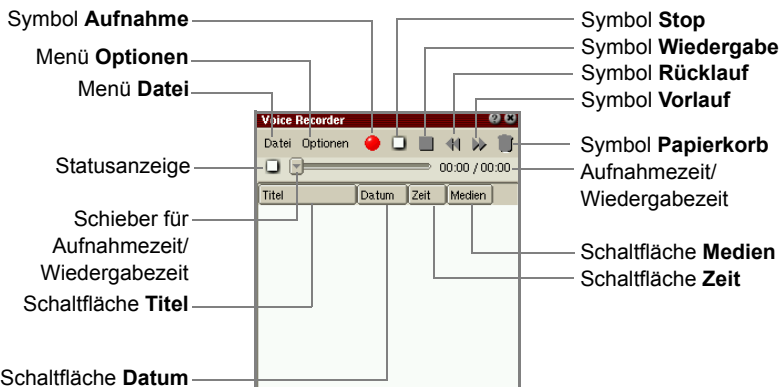 Symbol Aufnahme
Menü Optionen
Menü Datei
Symbol Stop
Symbol Wiedergabe
Symbol Rücklauf
Symbol Vorlauf
Voice Recorder
Datei Optionen
Symbol Papierkorb
Statusanzeige
00:00 / 00:00
Aufnahmezeit/
Wiedergabezeit
Titel Datum Zeit Medien
Schieber für
Aufnahmezeit/
Wiedergabezeit
Schaltfläche Medien
Schaltfläche Zeit
Schaltfläche Titel
Schaltfläche Datum